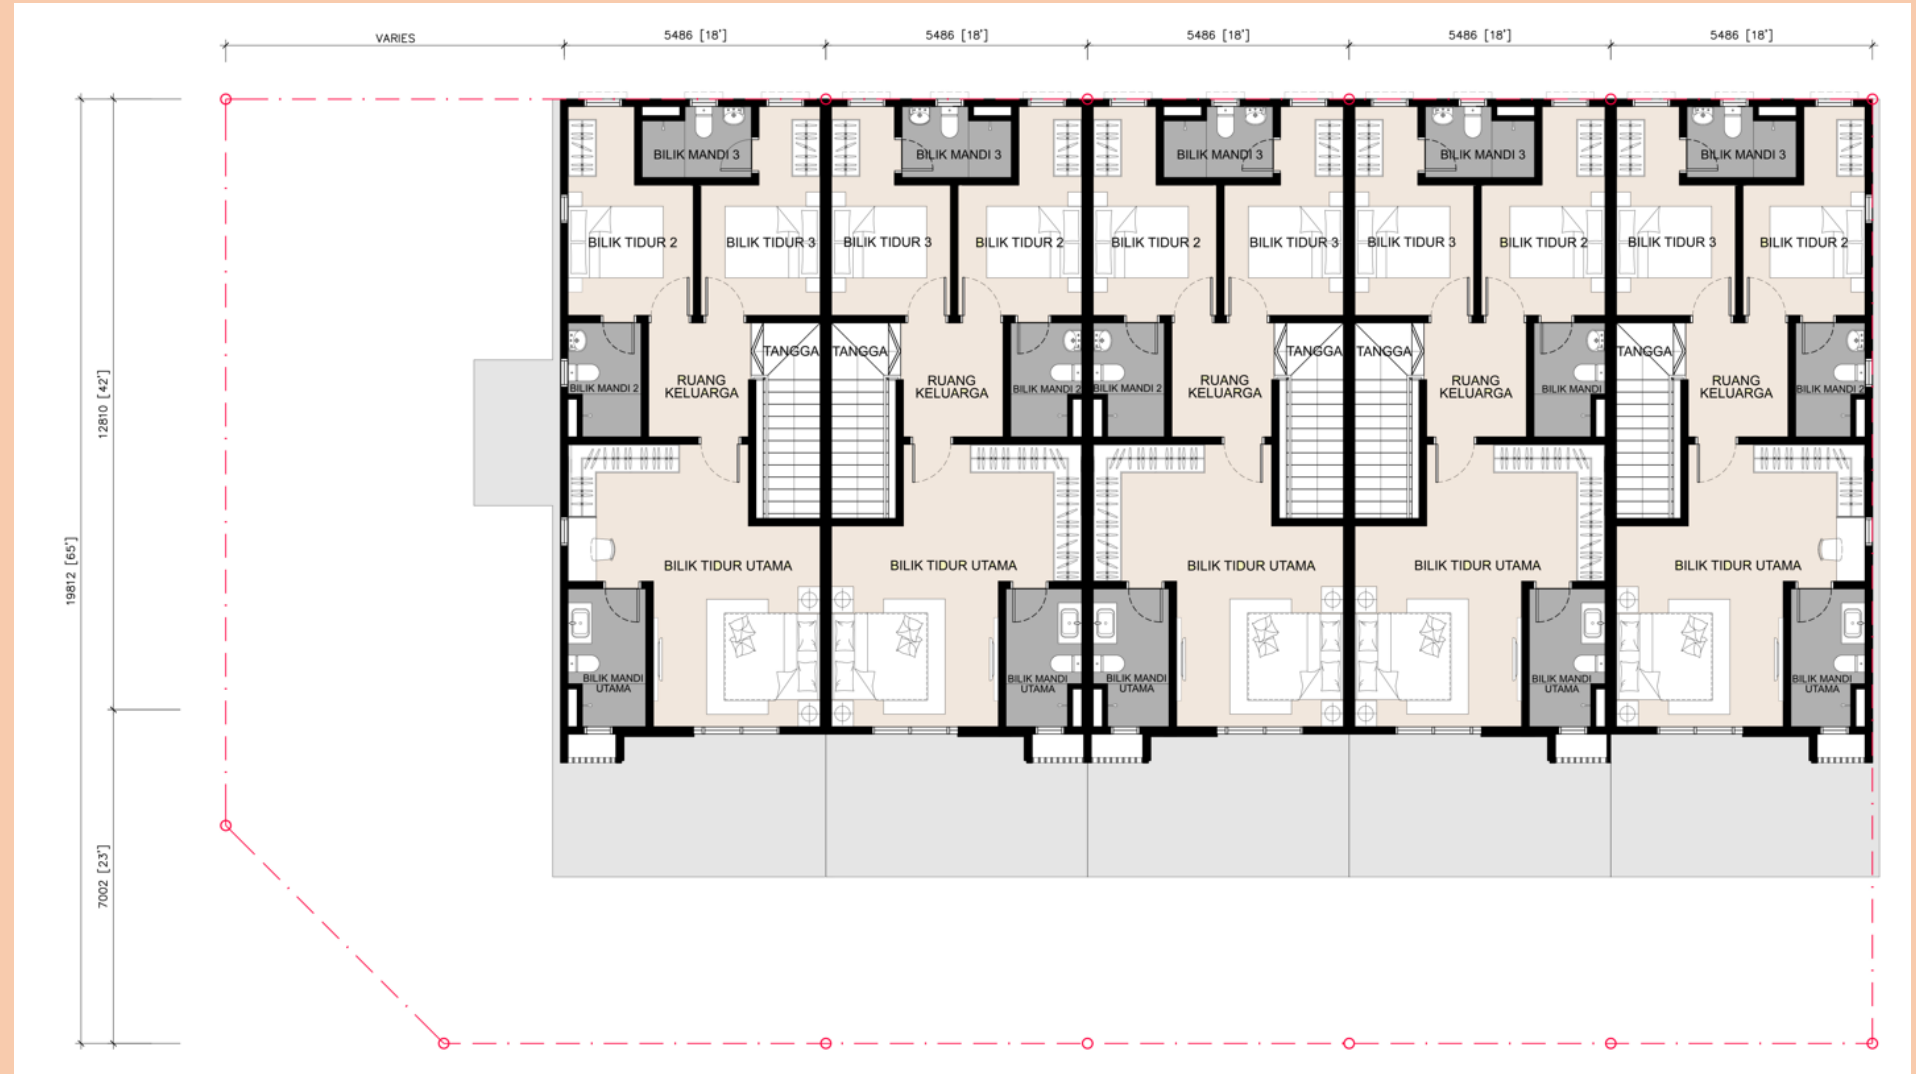 VARIES
5486 [18']
5486 [18']
5486 [18']
5486 [18']
5486 [18']
BILIK MANDI 3
BILIK MANDI 3
BILIK MANDI 3
BILIK MANDI 3
BILIK MANDI 3
BILIK TIDUR 2
BILIK TIDUR 3
BILIK TIDUR 3
BILIK TIDUR 2
BILIK TIDUR 2
BILIK TIDUR 3
BILIK TIDUR 3
BILIK TIDUR 2
BILIK TIDUR 3
BILIK TIDUR 2
TANGGA
TANGGA
TANGGA
TANGGA
TANGGA
BILIK MANDI 2
RUANG
KELUARGA
RUANG
KELUARGA
BILIK MANDI 2
BILIK MANDI 2
RUANG
KELUARGA
RUANG
KELUARGA
BILIK MANDI
RUANG
KELUARGA
BILIK MANDI 2
12810 [42']
19812 [65']
7002 [23']
BILIK TIDUR UTAMA
BILIK TIDUR UTAMA
BILIK TIDUR UTAMA
BILIK TIDUR UTAMA
BILIK TIDUR UTAMA
BILIK MANDI
UTAMA
BILIK MANDI
UTAMA
BILIK MANDI
UTAMA
BILIK MANDI
UTAMA
BILIK MANDI
UTAMA